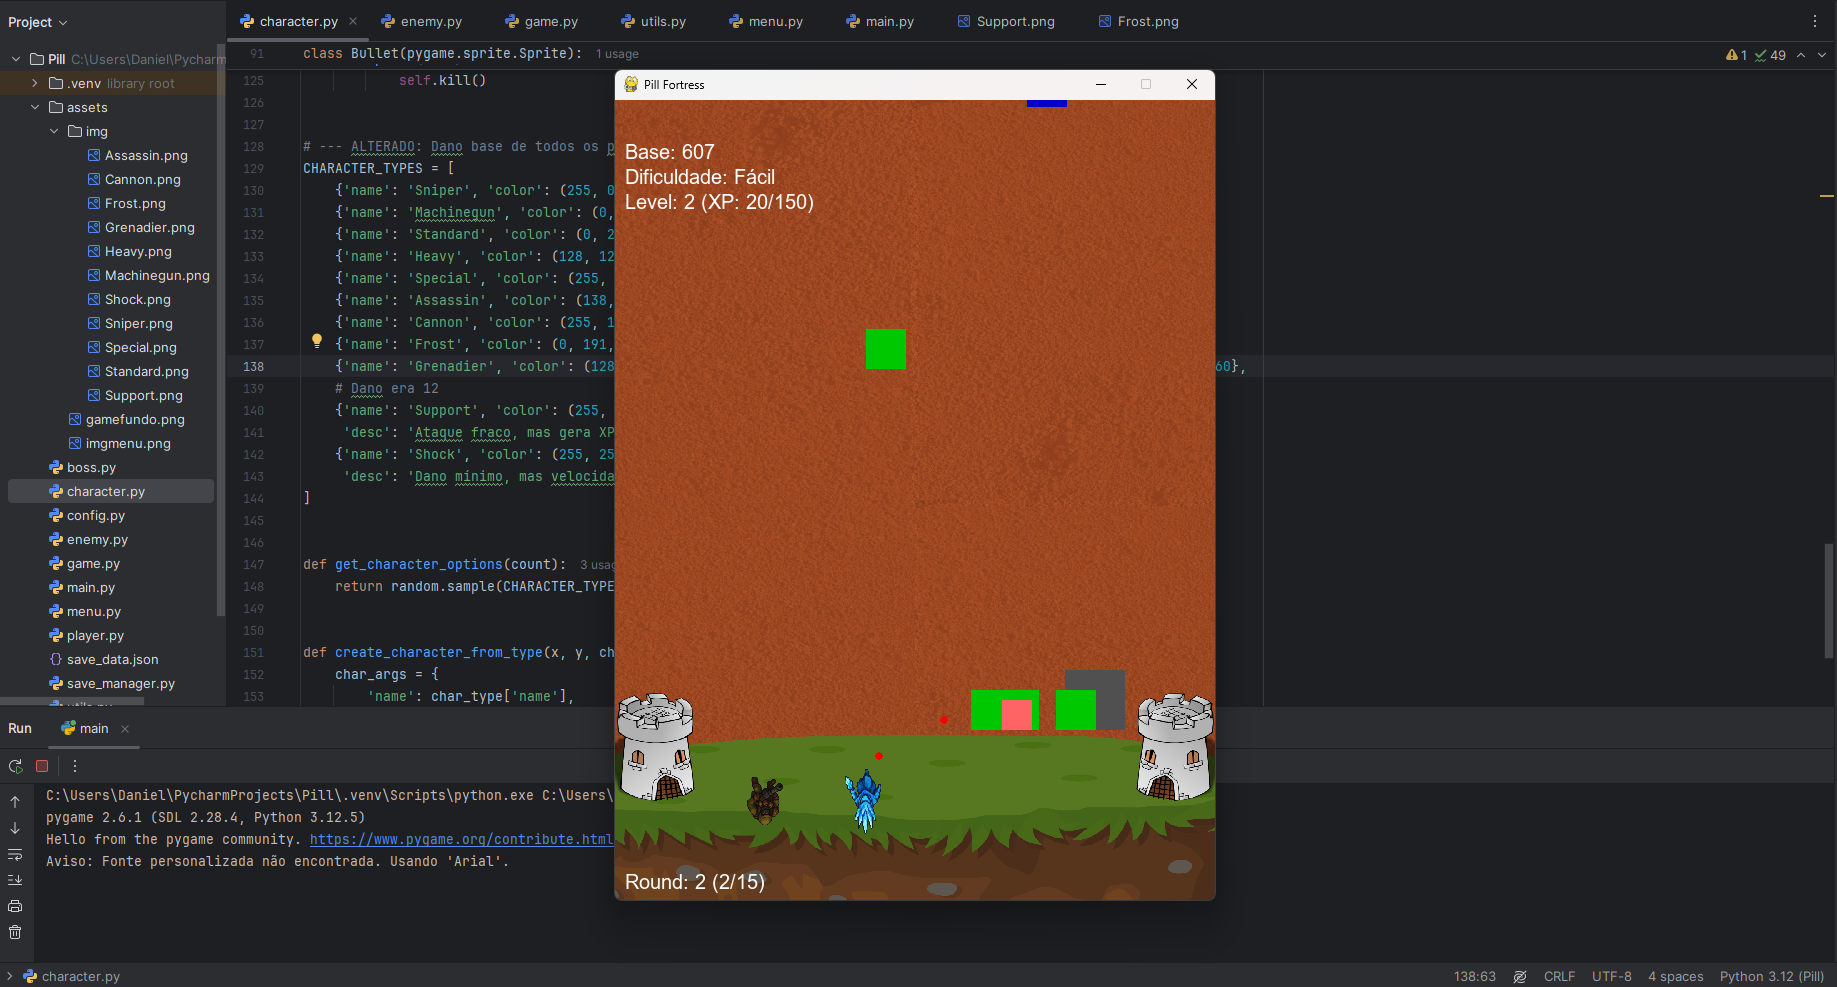 Project
character.py
enemy.py
game.py
utils.py
menu.py
main.py
Support.png
Frost.png
Pill C:\Users\Daniel\Pycharm
.venv library root
assets
img
Assassin.png
Cannon.png
Frost.png
Grenadier.png
Heavy.png
Machinegun.png
Shock.png
Sniper.png
Special.png
Standard.png
Support.png
gamefundo.png
imgmenu.png
boss.py
character.py
config.py
enemy.py
game.py
main.py
menu.py
player.py
save_data.json
save_manager.py
utils.py
91 class Bullet(pygame.sprite.Sprite): 1 usage
1 49
125 self.kill()
126
127
128 # --- ALTERADO: Dano base de todos os p
129 CHARACTER_TYPES = [
130 {'name': 'Sniper', 'color': (255, 0
131 {'name': 'Machinegun', 'color': (0,
132 {'name': 'Standard', 'color': (0, 2
133 {'name': 'Heavy', 'color': (128, 12
134 {'name': 'Special', 'color': (255,
135 {'name': 'Assassin', 'color': (138,
136 {'name': 'Cannon', 'color': (255, 1
137 {'name': 'Frost', 'color': (0, 191,
138 {'name': 'Grenadier', 'color': (128 60},
139 # Dano era 12
140 {'name': 'Support', 'color': (255,
141 'desc': 'Ataque fraco, mas gera XP
142 {'name': 'Shock', 'color': (255, 25
143 'desc': 'Dano mínimo, mas velocida
144 ]
145
146
147 def get_character_options(count): 3 usag
148 return random.sample(CHARACTER_TYPE
149
150
151 def create_character_from_type(x, y, ch
152 char_args = {
153 'name': char_type['name'],
Pill Fortress
Base: 607
Dificuldade: Fácil
Level: 2 (XP: 20/150)
Round: 2 (2/15)
Run
main
C:\Users\Daniel\PycharmProjects\Pill\.venv\Scripts\python.exe C:\Users\
pygame 2.6.1 (SDL 2.28.4, Python 3.12.5)
Hello from the pygame community. https://www.pygame.org/contribute.html
Aviso: Fonte personalizada não encontrada. Usando 'Arial'.
character.py
138:63
CRLF
UTF-8
4 spaces
Python 3.12 (Pill)